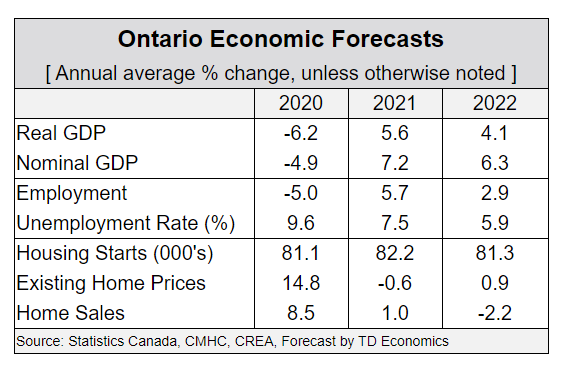 Ontario Economic Forecasts
[ Annual average % change, unless otherwise noted ]
2020 2021 2022
Real GDP -6.2 5.6 4.1
Nominal GDP -4.9 7.2 6.3
Employment -5.0 5.7 2.9
Unemployment Rate (%) 9.6 7.5 5.9
Housing Starts (000's) 81.1 82.2 81.3
Existing Home Prices 14.8 -0.6 0.9
Home Sales 8.5 1.0 -2.2
Source: Statistics Canada, CMHC, CREA, Forecast by TD Economics